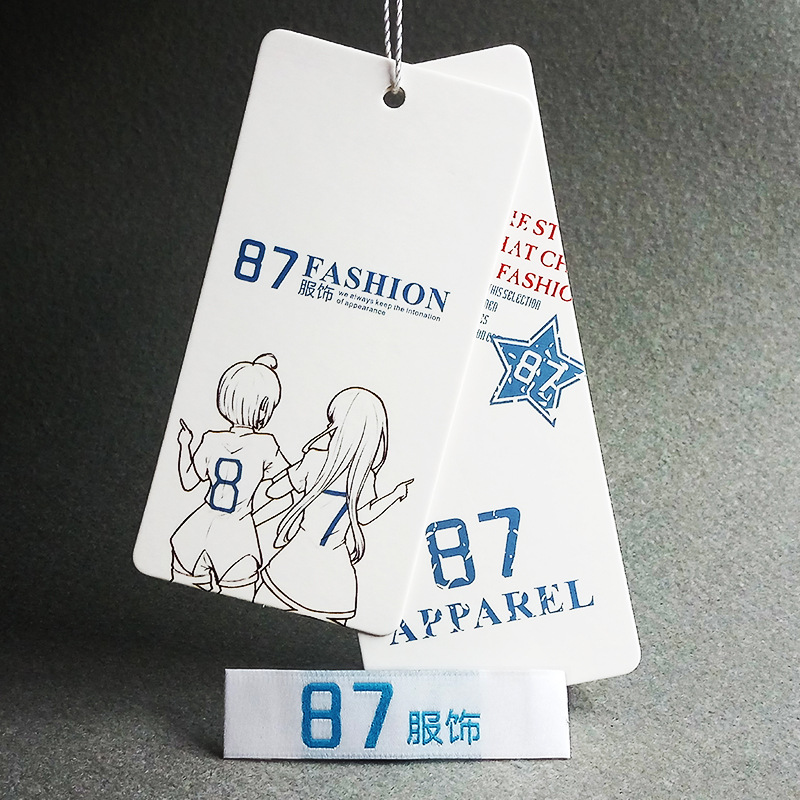 87 FASHION
服饰 we always keep the intonation
of appearance
8
7
FASHIO
THIS SELECTION
87
87
APPAREL
87 服饰